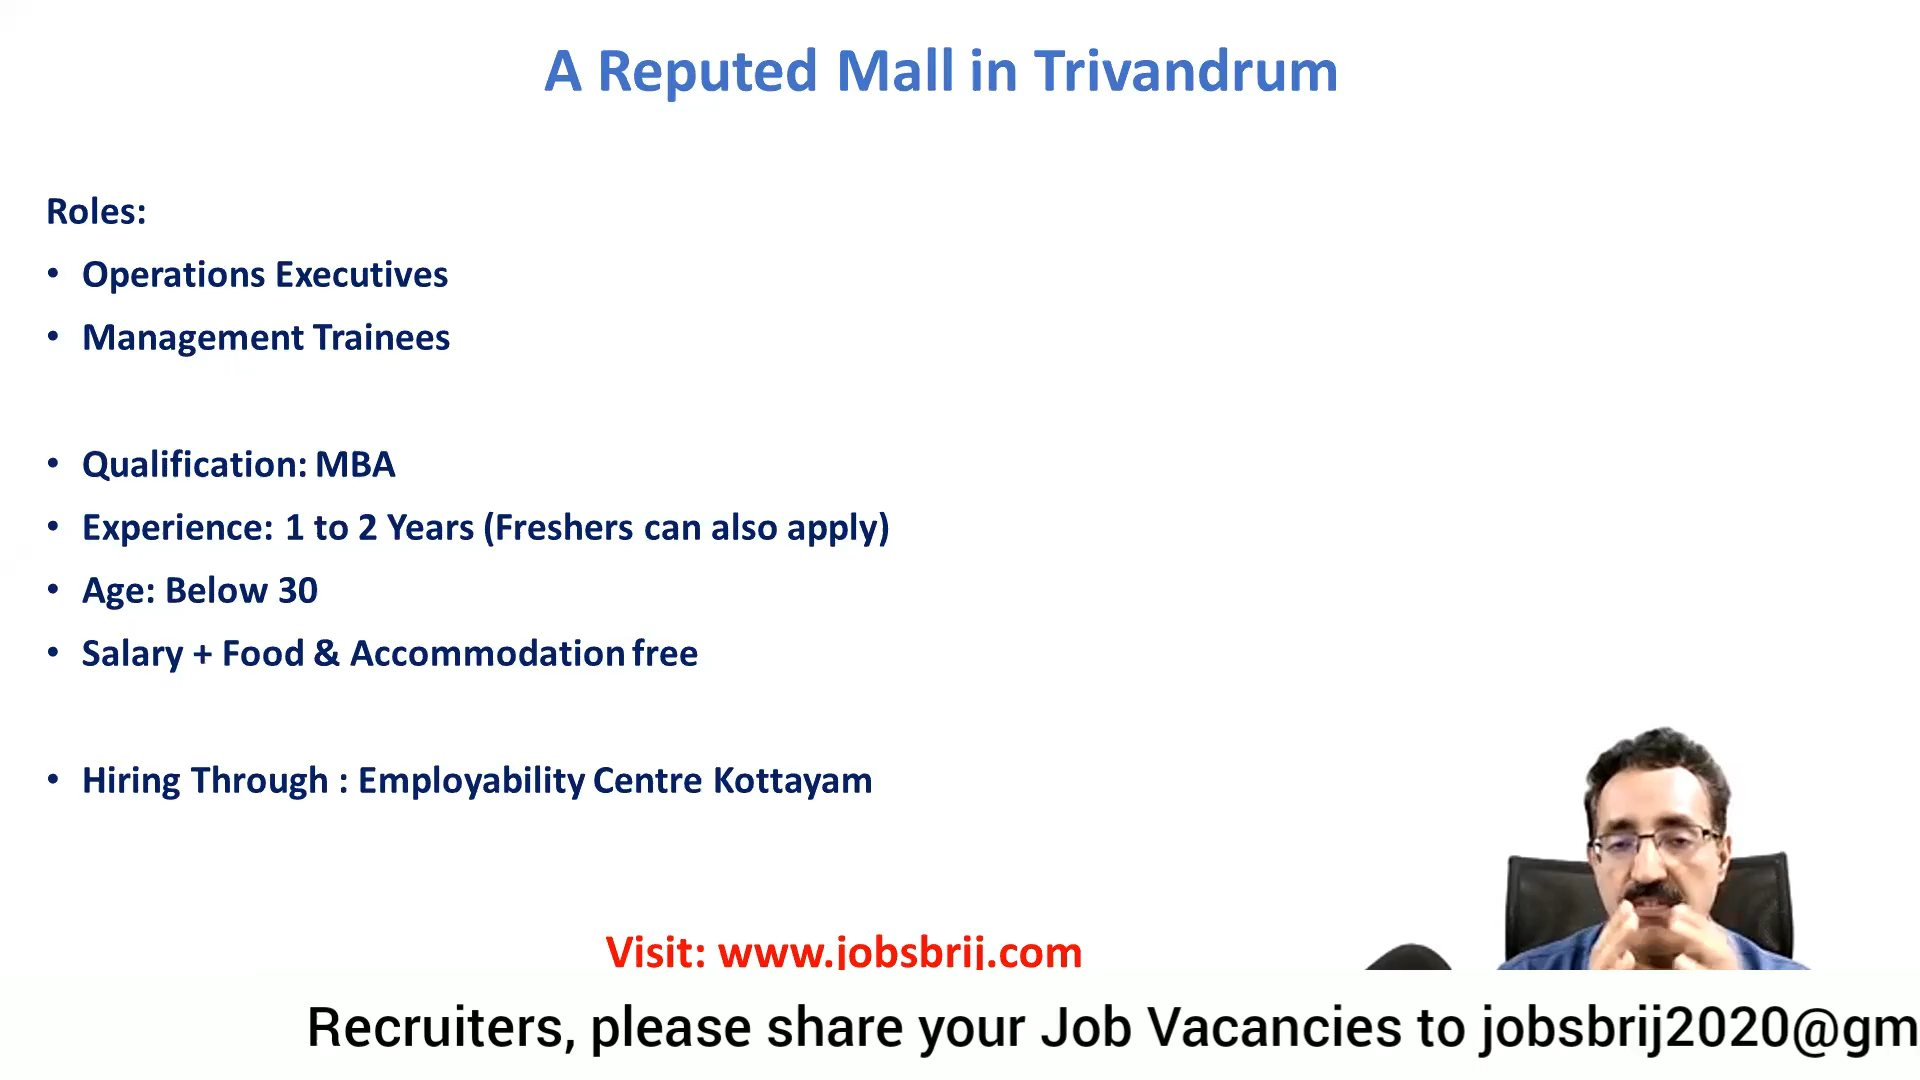 A Reputed Mall in Trivandrum
Roles:
• Operations Executives
• Management Trainees
• Qualification: MBA
• Experience: 1 to 2 Years (Freshers can also apply)
• Age: Below 30
• Salary + Food & Accommodation free
• Hiring Through : Employability Centre Kottayam
Visit: www.jobsbrij.com
Recruiters, please share your Job Vacancies to jobsbrij2020@gm